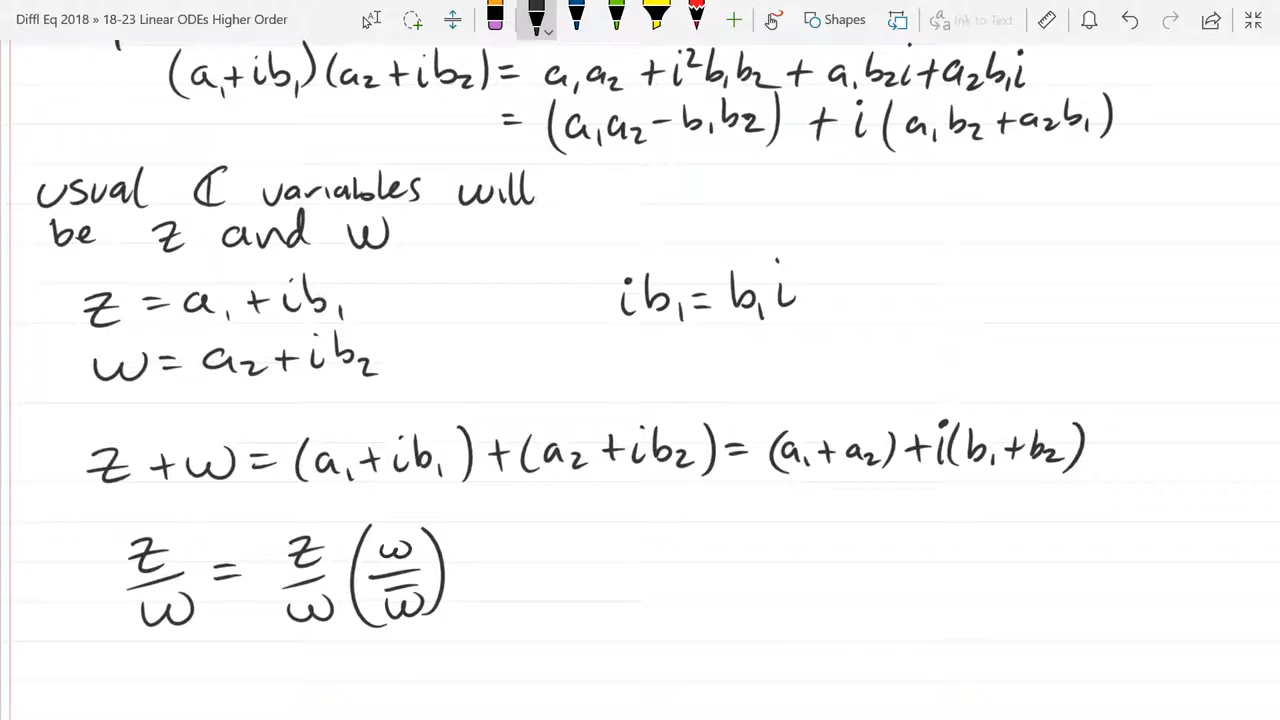 Diffl Eq 2018 » 18-23 Linear ODEs Higher Order
Shapes
Ink to Text
(a₁+ib₁)(a₂+ib₂) = a₁a₂ + i²b₁b₂ + a₁b₂i + a₂b₁i
= (a₁a₂ - b₁b₂) + i(a₁b₂ + a₂b₁)
usual ℂ variables will
be z and w
z = a₁ + ib₁
ib₁ = b₁i
w = a₂ + ib₂
z + w = (a₁+ib₁) + (a₂+ib₂) = (a₁+a₂) + i(b₁+b₂)
z/w = z/w (w/w̅)